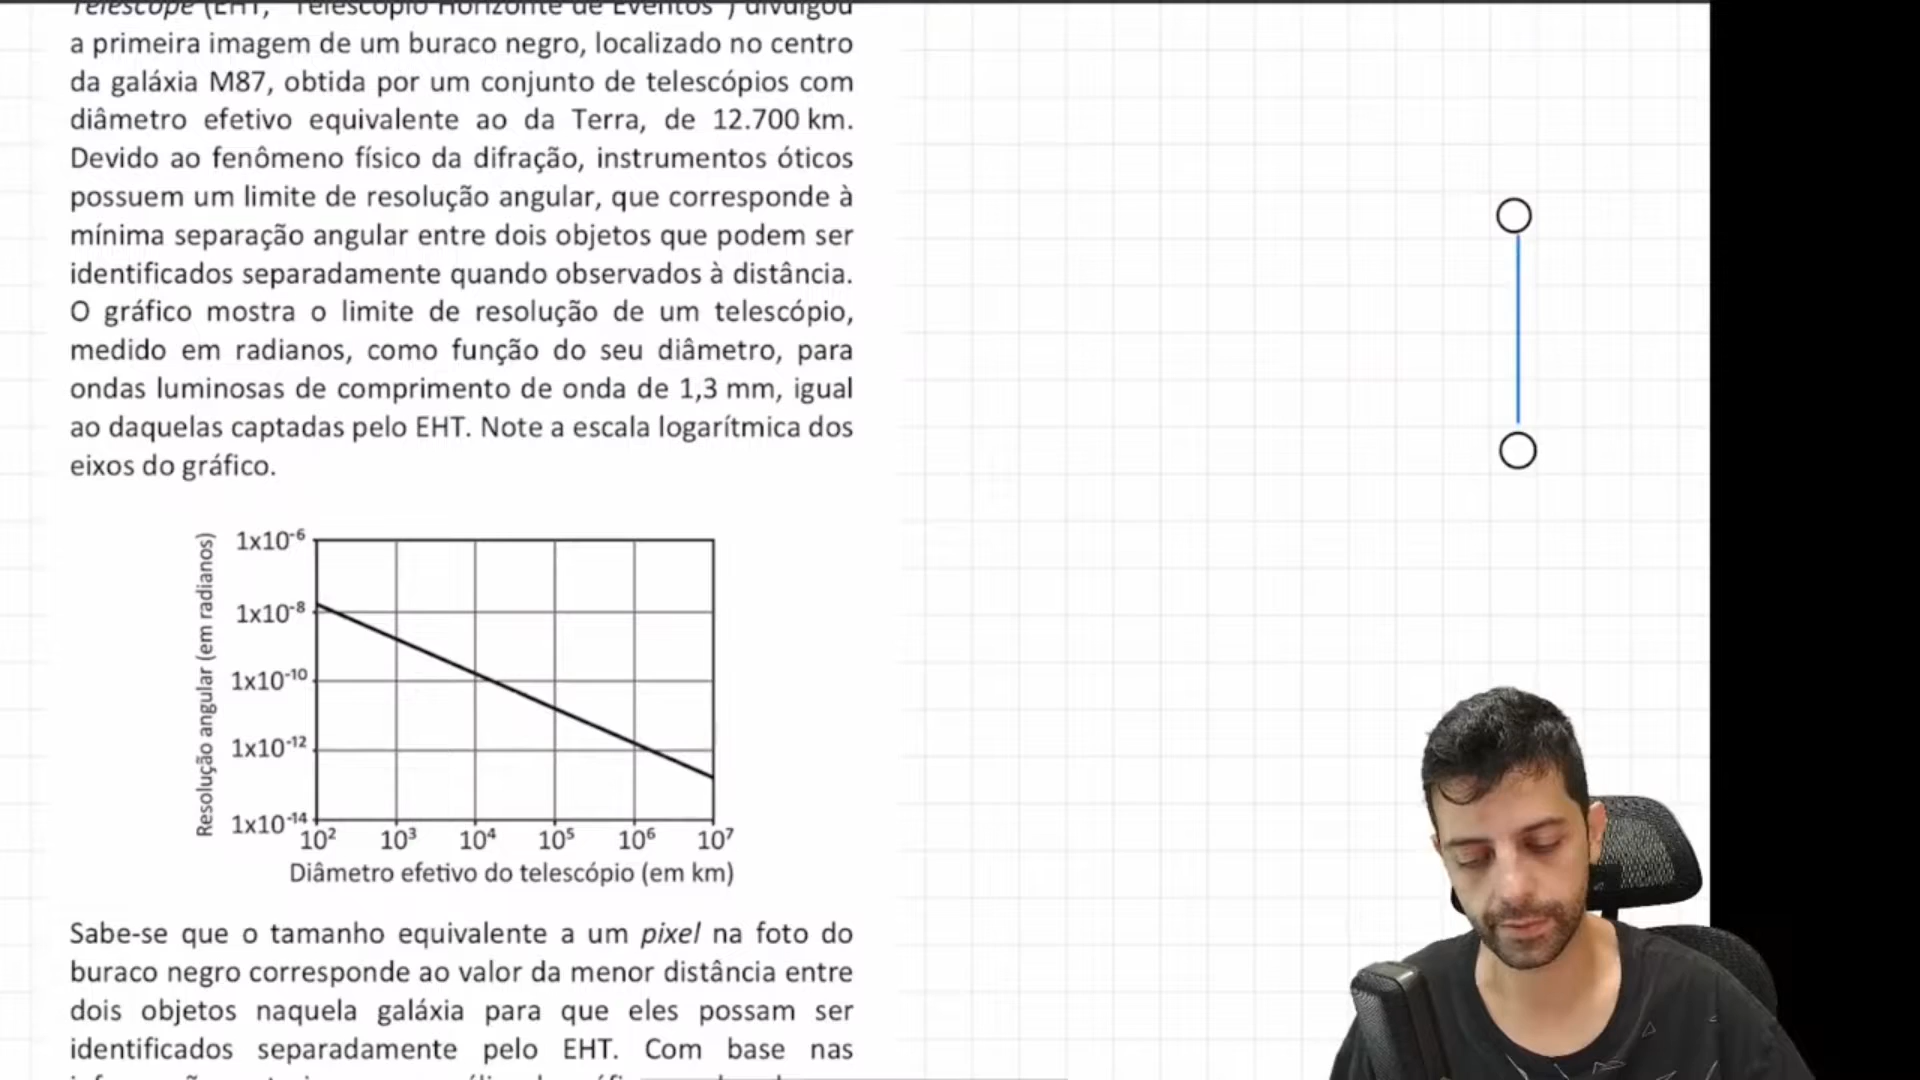 Telescope (EHT, "Telescópio Horizonte de Eventos") divulgou
a primeira imagem de um buraco negro, localizado no centro
da galáxia M87, obtida por um conjunto de telescópios com
diâmetro efetivo equivalente ao da Terra, de 12.700 km.
Devido ao fenômeno físico da difração, instrumentos óticos
possuem um limite de resolução angular, que corresponde à
mínima separação angular entre dois objetos que podem ser
identificados separadamente quando observados à distância.
O gráfico mostra o limite de resolução de um telescópio,
medido em radianos, como função do seu diâmetro, para
ondas luminosas de comprimento de onda de 1,3 mm, igual
ao daquelas captadas pelo EHT. Note a escala logarítmica dos
eixos do gráfico.
Resolução angular (em radianos)
1x10⁻⁶
1x10⁻⁸
1x10⁻¹⁰
1x10⁻¹²
1x10⁻¹⁴
10² 10³ 10⁴ 10⁵ 10⁶ 10⁷
Diâmetro efetivo do telescópio (em km)
Sabe-se que o tamanho equivalente a um pixel na foto do
buraco negro corresponde ao valor da menor distância entre
dois objetos naquela galáxia para que eles possam ser
identificados separadamente pelo EHT. Com base nas